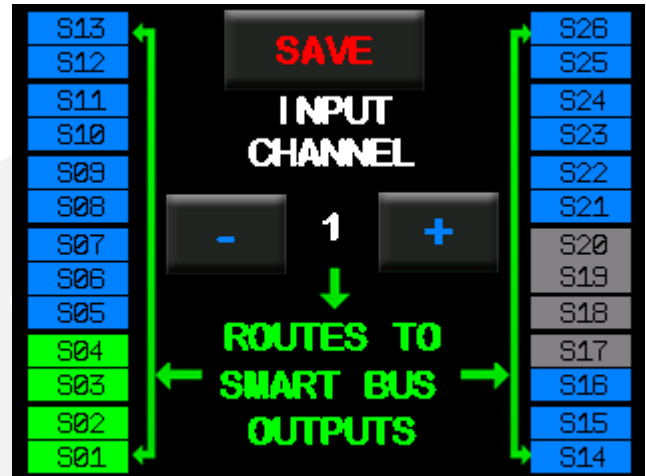 S13
S12
S11
S10
S09
S08
S07
S06
S05
S04
S03
S02
S01
SAVE
INPUT
CHANNEL
- 1 +
ROUTES TO
SMART BUS
OUTPUTS
S26
S25
S24
S23
S22
S21
S20
S19
S18
S17
S16
S15
S14